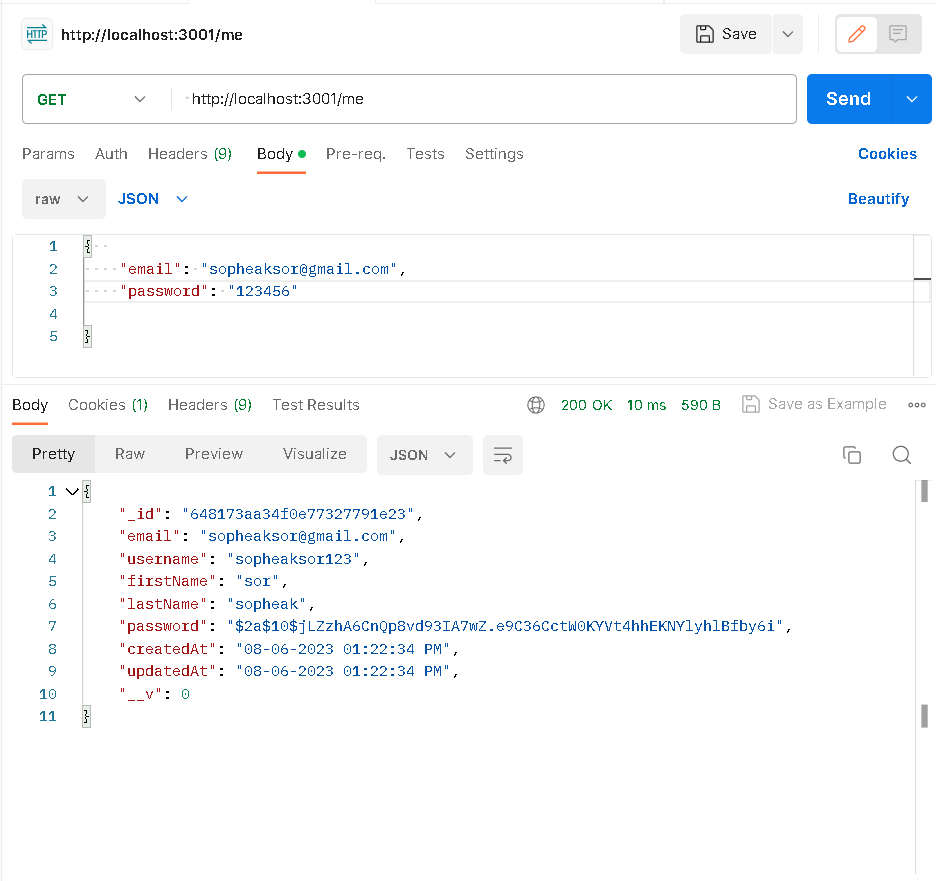 HTTP http://localhost:3001/me Save
GET http://localhost:3001/me Send
Params Auth Headers (9) Body Pre-req. Tests Settings Cookies
raw JSON Beautify
1 {
2 "email": "sopheaksor@gmail.com",
3 "password": "123456"
4
5 }
Body Cookies (1) Headers (9) Test Results 200 OK 10 ms 590 B Save as Example
Pretty Raw Preview Visualize JSON
1 {
2 "_id": "648173aa34f0e77327791e23",
3 "email": "sopheaksor@gmail.com",
4 "username": "sopheaksor123",
5 "firstName": "sor",
6 "lastName": "sopheak",
7 "password": "$2a$10$jLZzhA6CnQp8vd93IA7wZ.e9C36CctW0KYVt4hhEKNYlyhlBfby6i",
8 "createdAt": "08-06-2023 01:22:34 PM",
9 "updatedAt": "08-06-2023 01:22:34 PM",
10 "__v": 0
11 }